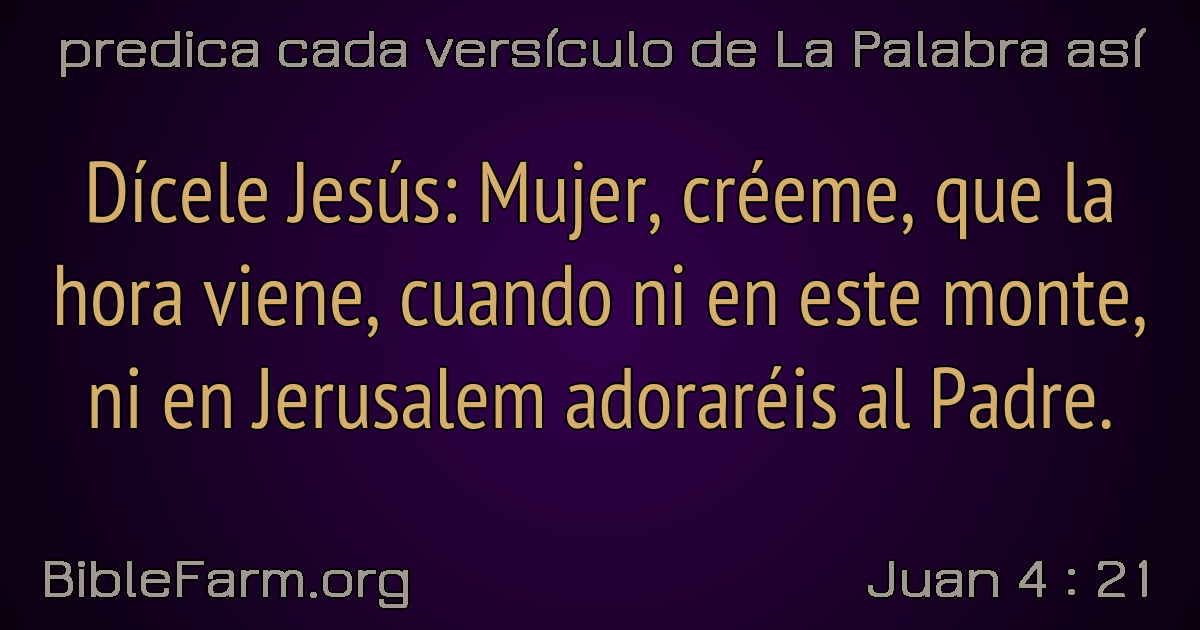 predica cada versículo de La Palabra así
Dícele Jesús: Mujer, créeme, que la
hora viene, cuando ni en este monte,
ni en Jerusalem adoraréis al Padre.
BibleFarm.org
Juan 4 : 21